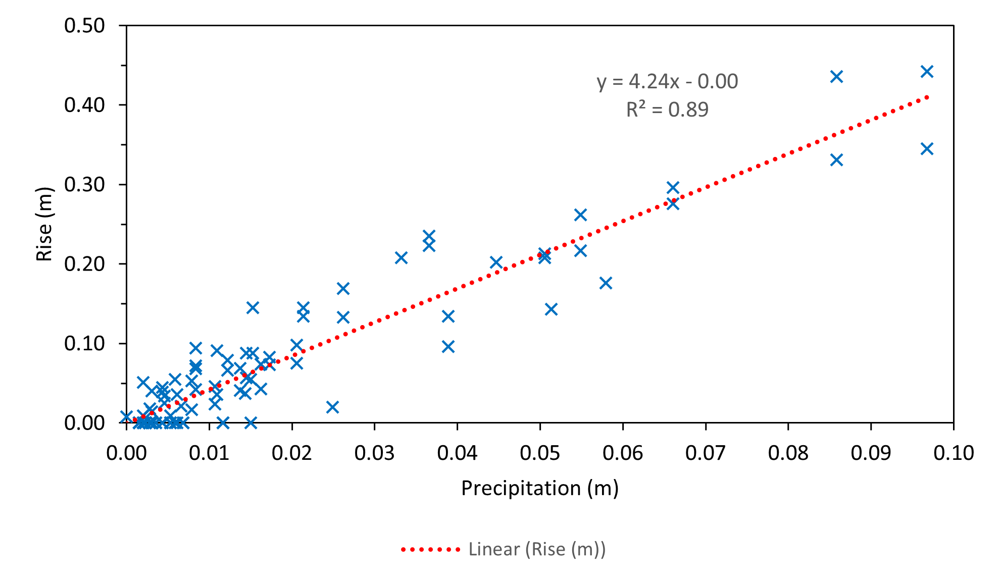 0.50
y = 4.24x - 0.00
R² = 0.89
0.40
0.30
Rise (m)
0.20
0.10
0.00
0.00 0.01 0.02 0.03 0.04 0.05 0.06 0.07 0.08 0.09 0.10
Precipitation (m)
Linear (Rise (m))